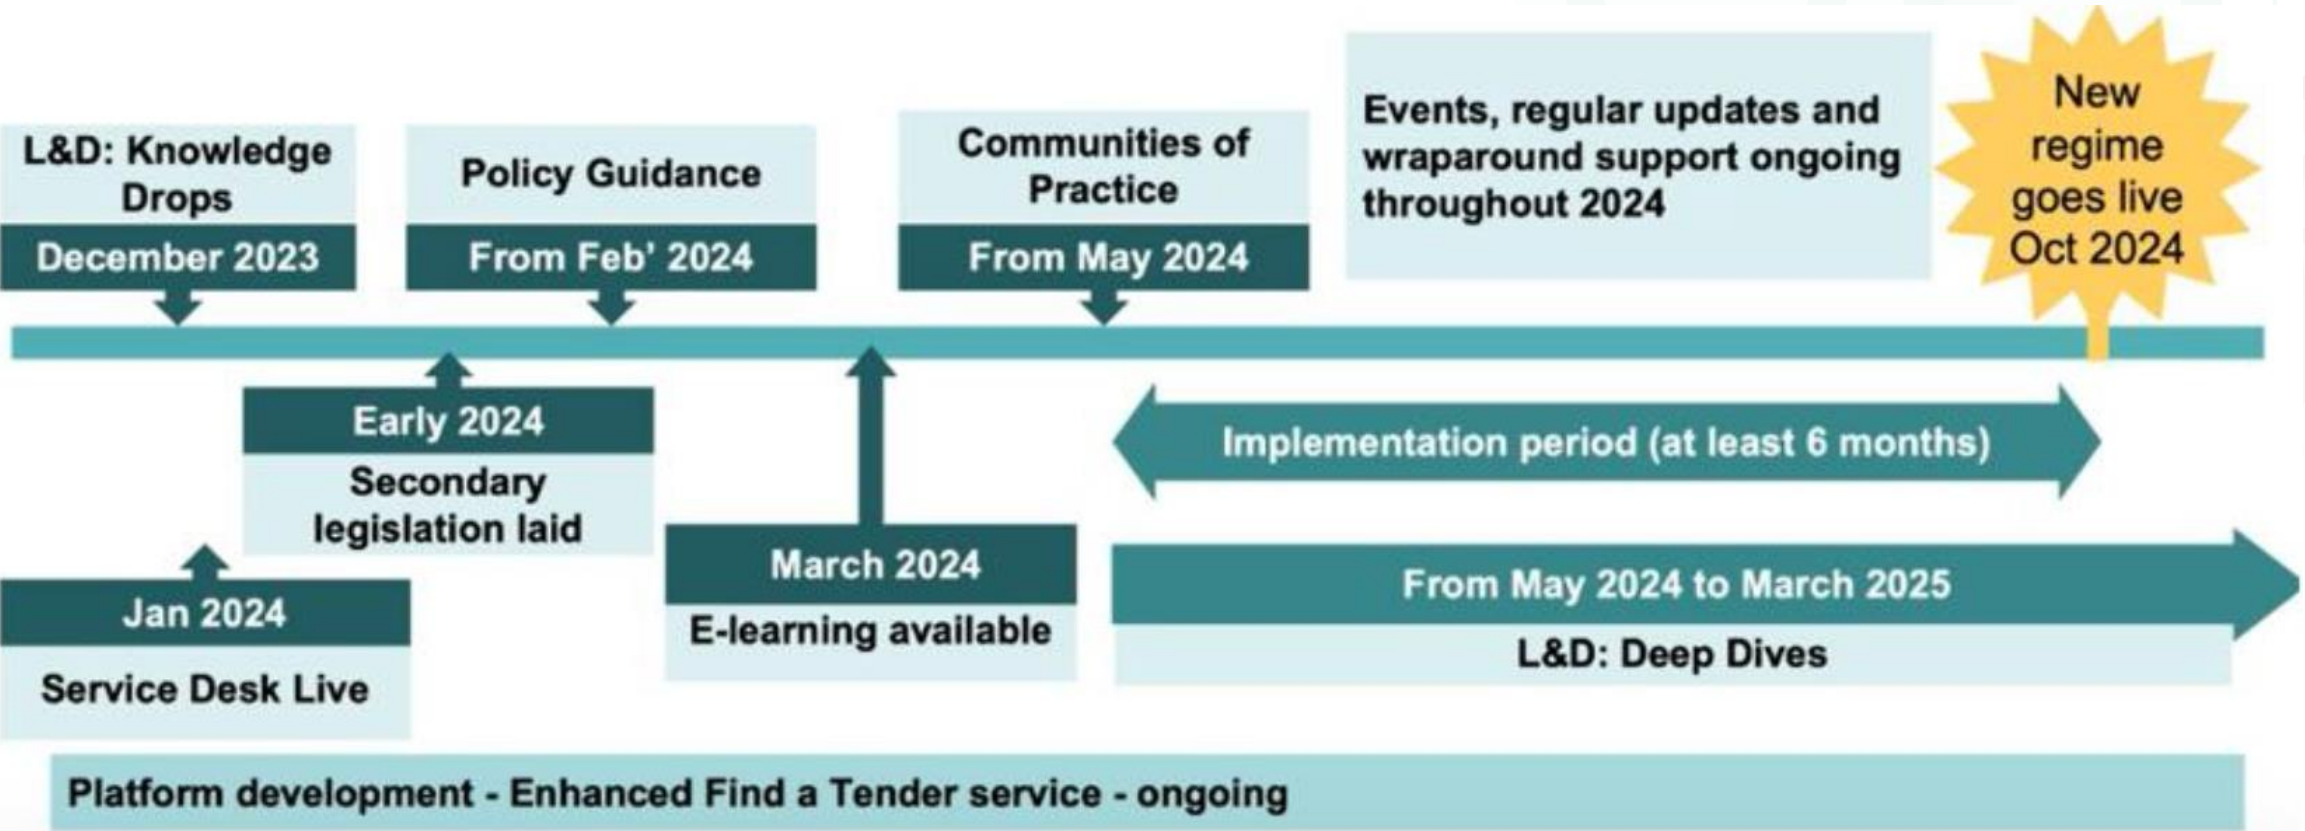 L&D: Knowledge
Drops
December 2023
Policy Guidance
From Feb’ 2024
Communities of
Practice
From May 2024
Events, regular updates and
wraparound support ongoing
throughout 2024
New
regime
goes live
Oct 2024
Early 2024
Secondary
legislation laid
Jan 2024
Service Desk Live
March 2024
E-learning available
Implementation period (at least 6 months)
From May 2024 to March 2025
L&D: Deep Dives
Platform development - Enhanced Find a Tender service - ongoing